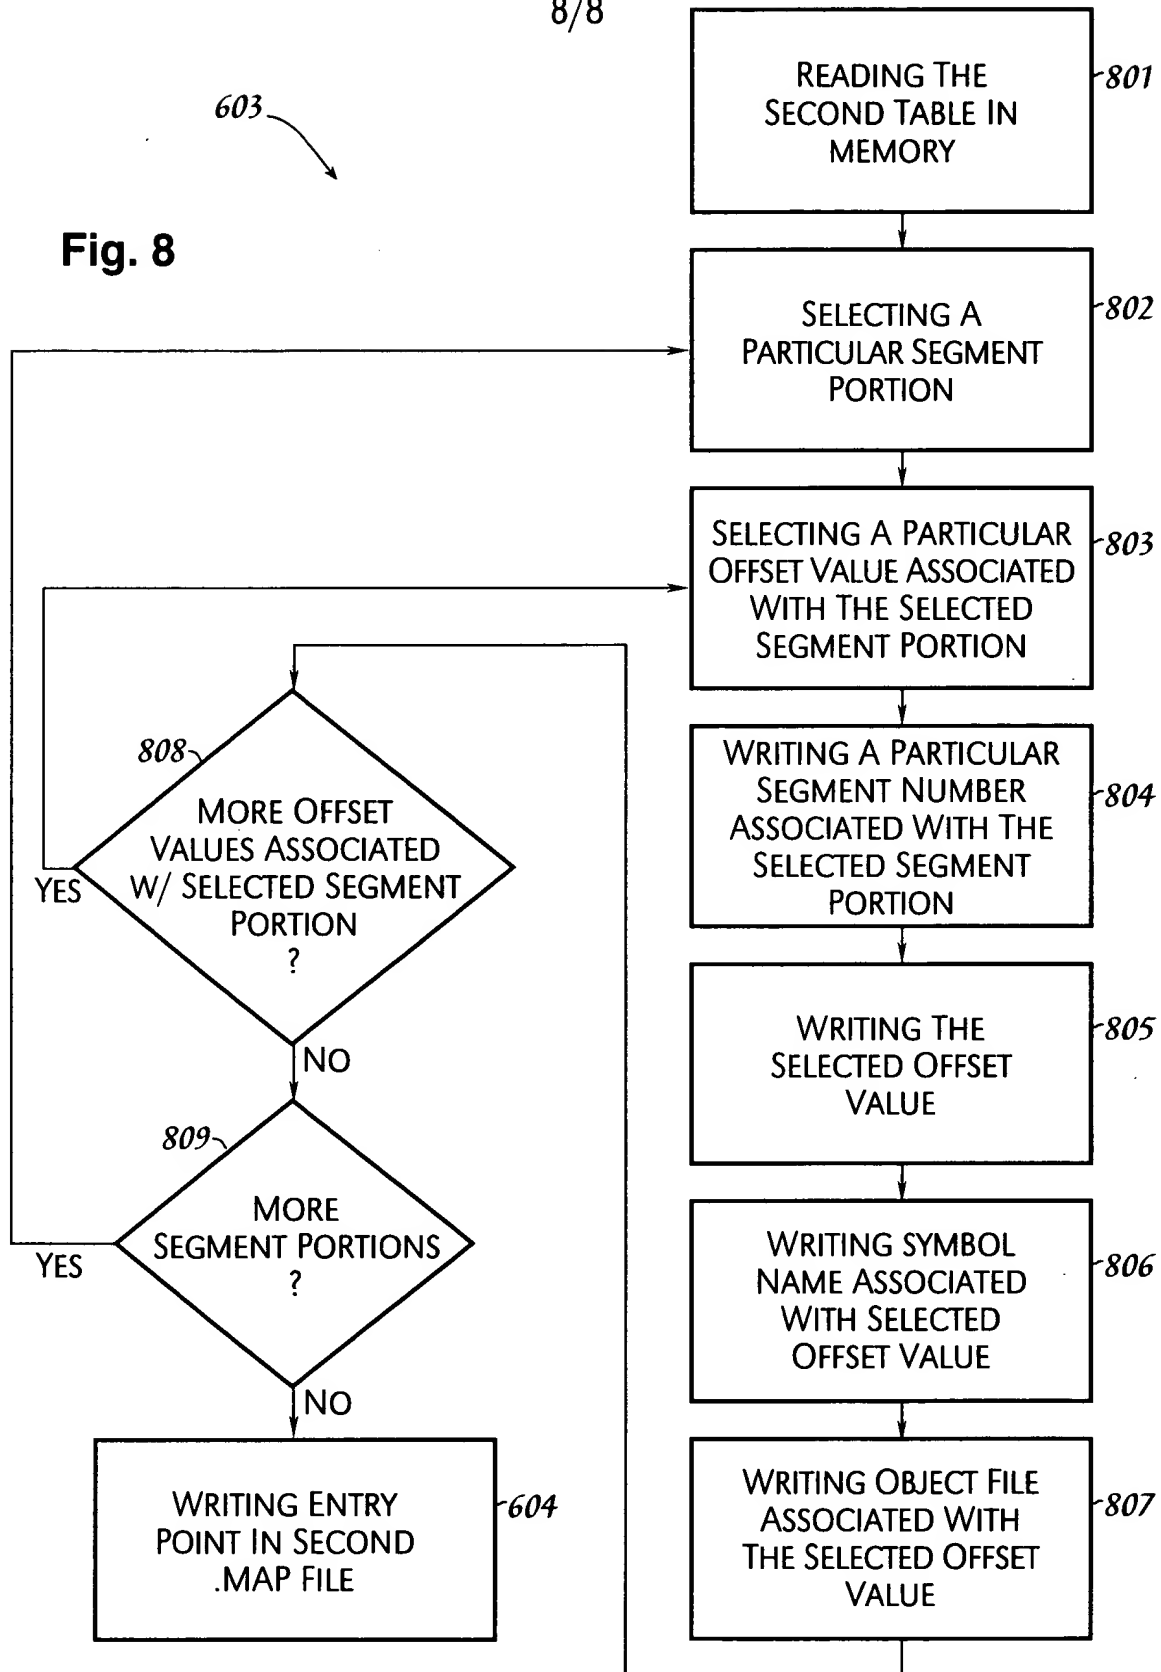 8/8
603
Fig. 8
READING THE
SECOND TABLE IN
MEMORY
801
SELECTING A
PARTICULAR SEGMENT
PORTION
802
SELECTING A PARTICULAR
OFFSET VALUE ASSOCIATED
WITH THE SELECTED
SEGMENT PORTION
803
WRITING A PARTICULAR
SEGMENT NUMBER
ASSOCIATED WITH THE
SELECTED SEGMENT
PORTION
804
WRITING THE
SELECTED OFFSET
VALUE
805
WRITING SYMBOL
NAME ASSOCIATED
WITH SELECTED
OFFSET VALUE
806
WRITING OBJECT FILE
ASSOCIATED WITH
THE SELECTED OFFSET
VALUE
807
808
MORE OFFSET
VALUES ASSOCIATED
W/ SELECTED SEGMENT
PORTION
?
YES
NO
809
MORE
SEGMENT PORTIONS
?
YES
NO
WRITING ENTRY
POINT IN SECOND
.MAP FILE
604